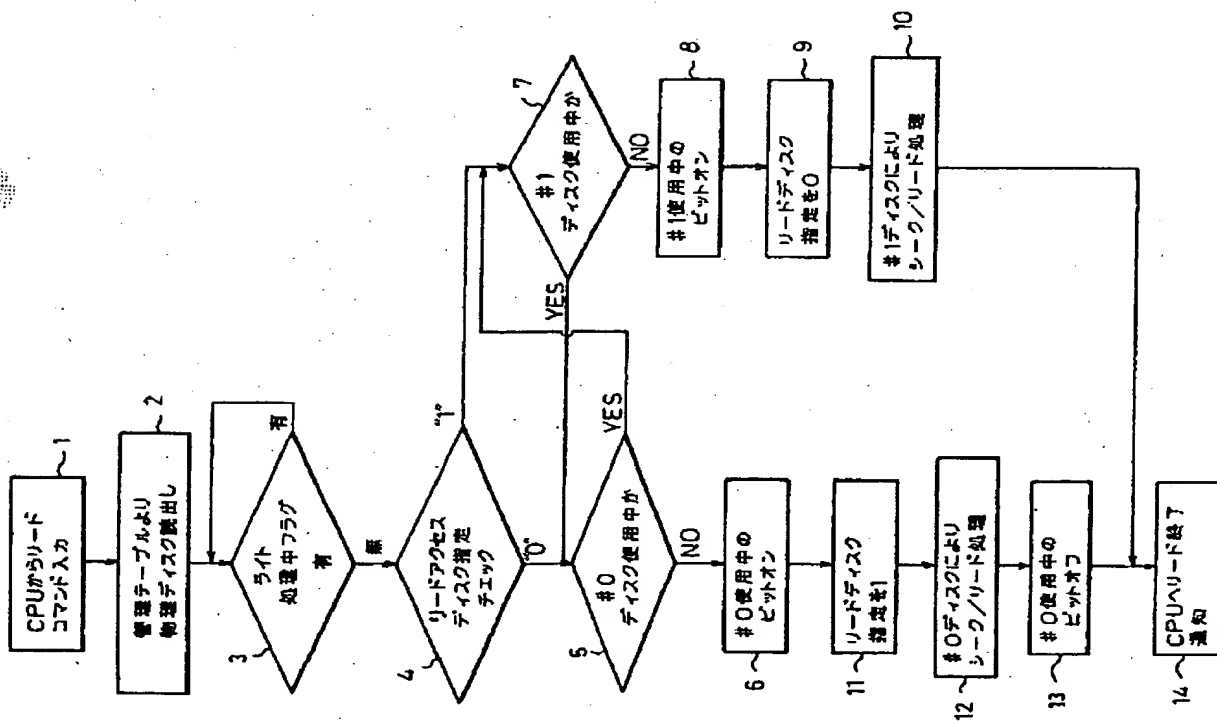 CPUからリード
コマンド入力
1
管理テーブルより
物理ディスク読出し
2
ライト
処理中フラグ
有
3
有
無
リードアクセス
ディスク指定
チェック
4
"1"
"0"
#0
ディスク使用中か
5
YES
NO
#0使用中の
ビットオン
6
リードディスク
指定を1
11
#0ディスクにより
シーク/リード処理
12
#0使用中の
ビットオフ
13
CPUへリード終了
通知
14
#1
ディスク使用中か
7
YES
NO
#1使用中の
ビットオン
8
リードディスク
指定を0
9
#1ディスクにより
シーク/リード処理
10